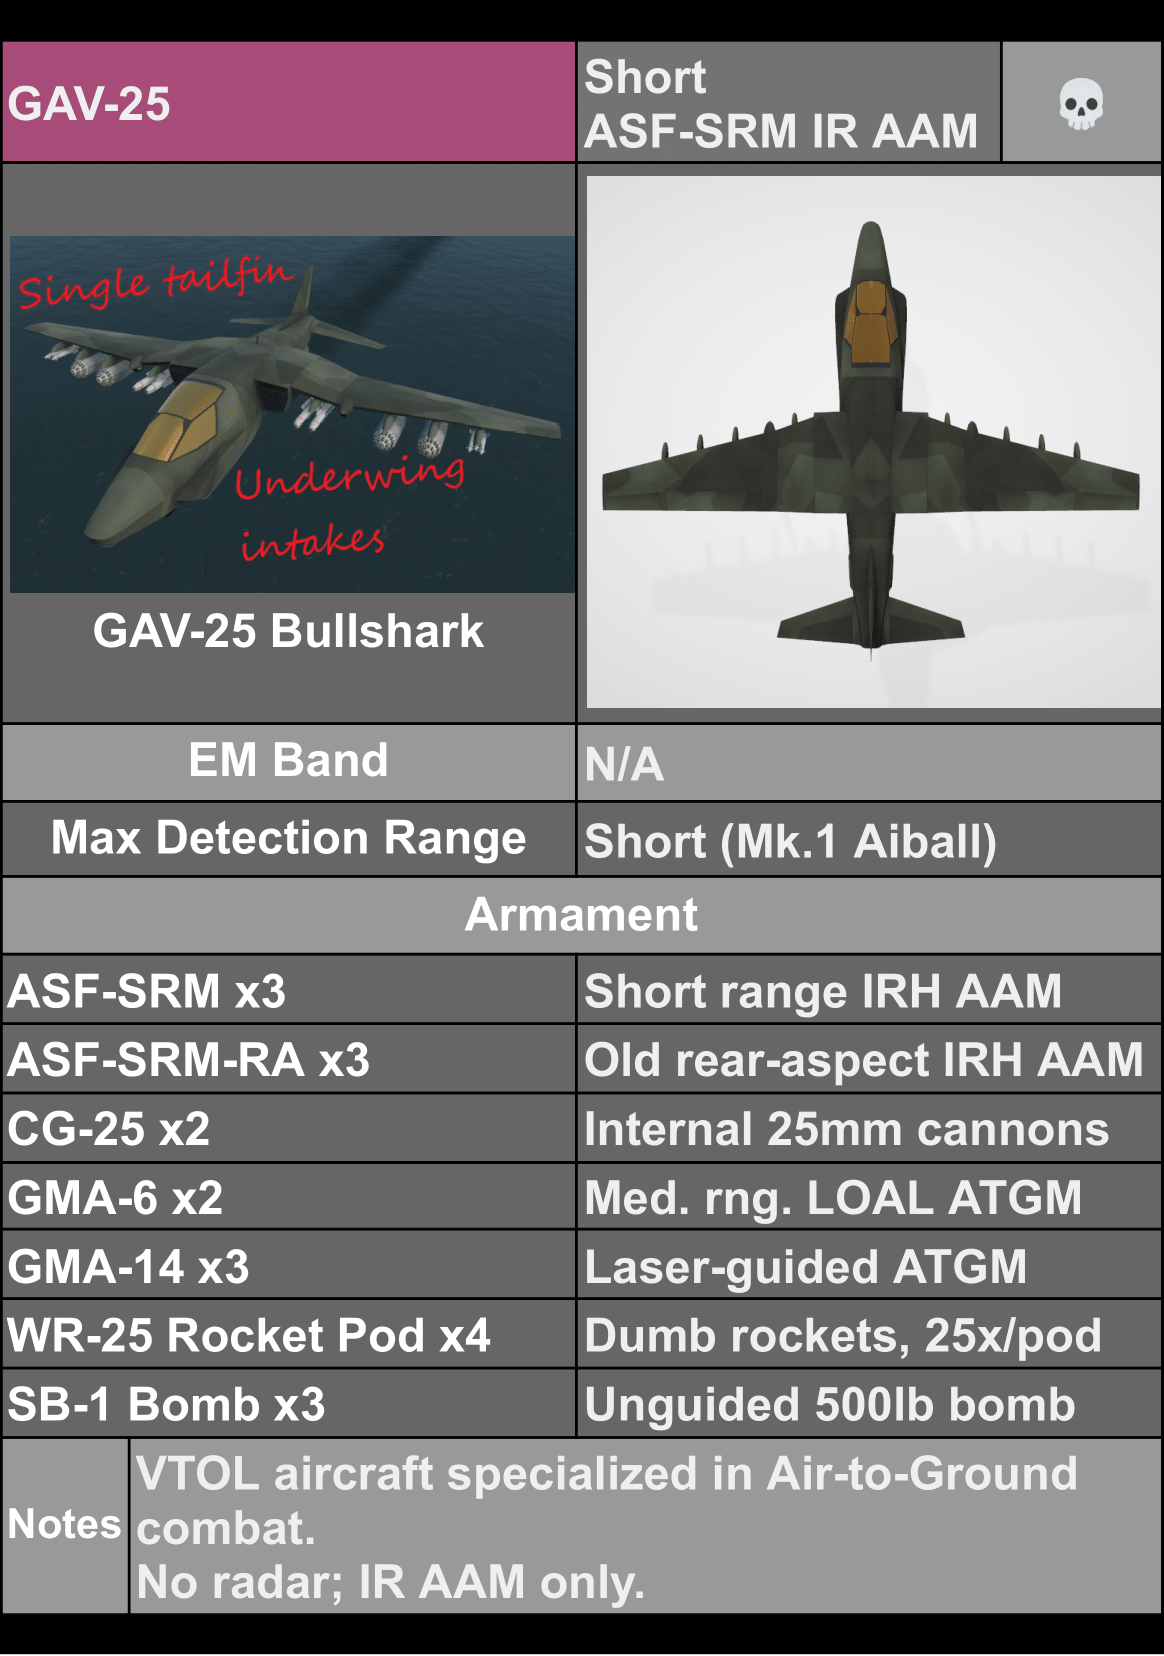 GAV-25
Short
ASF-SRM IR AAM
Single tailfin
Underwing
intakes
GAV-25 Bullshark
EM Band
N/A
Max Detection Range
Short (Mk.1 Aiball)
Armament
ASF-SRM x3
Short range IRH AAM
ASF-SRM-RA x3
Old rear-aspect IRH AAM
CG-25 x2
Internal 25mm cannons
GMA-6 x2
Med. rng. LOAL ATGM
GMA-14 x3
Laser-guided ATGM
WR-25 Rocket Pod x4
Dumb rockets, 25x/pod
SB-1 Bomb x3
Unguided 500lb bomb
Notes
VTOL aircraft specialized in Air-to-Ground
combat.
No radar; IR AAM only.